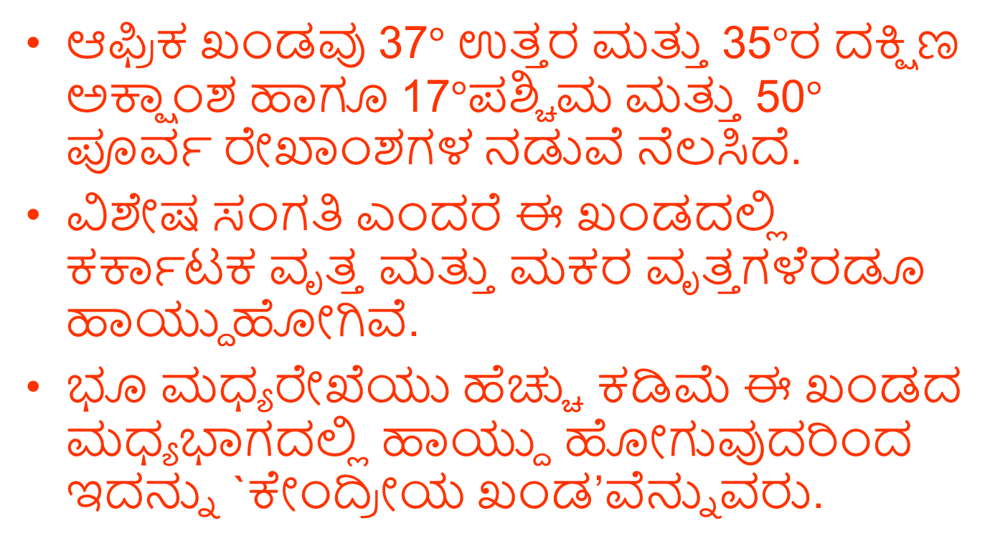 • ಆಫ್ರಿಕ ಖಂಡವು 37° ಉತ್ತರ ಮತ್ತು 35°ರ ದಕ್ಷಿಣ
ಅಕ್ಷಾಂಶ ಹಾಗೂ 17°ಪಶ್ಚಿಮ ಮತ್ತು 50°
ಪೂರ್ವ ರೇಖಾಂಶಗಳ ನಡುವೆ ನೆಲಸಿದೆ.
• ವಿಶೇಷ ಸಂಗತಿ ಎಂದರೆ ಈ ಖಂಡದಲ್ಲಿ
ಕರ್ಕಾಟಕ ವೃತ್ತ ಮತ್ತು ಮಕರ ವೃತ್ತಗಳೆರಡೂ
ಹಾಯ್ದುಹೋಗಿವೆ.
• ಭೂ ಮಧ್ಯರೇಖೆಯು ಹೆಚ್ಚು ಕಡಿಮೆ ಈ ಖಂಡದ
ಮಧ್ಯಭಾಗದಲ್ಲಿ ಹಾಯ್ದು ಹೋಗುವುದರಿಂದ
ಇದನ್ನು `ಕೇಂದ್ರೀಯ ಖಂಡ’ವೆನ್ನುವರು.